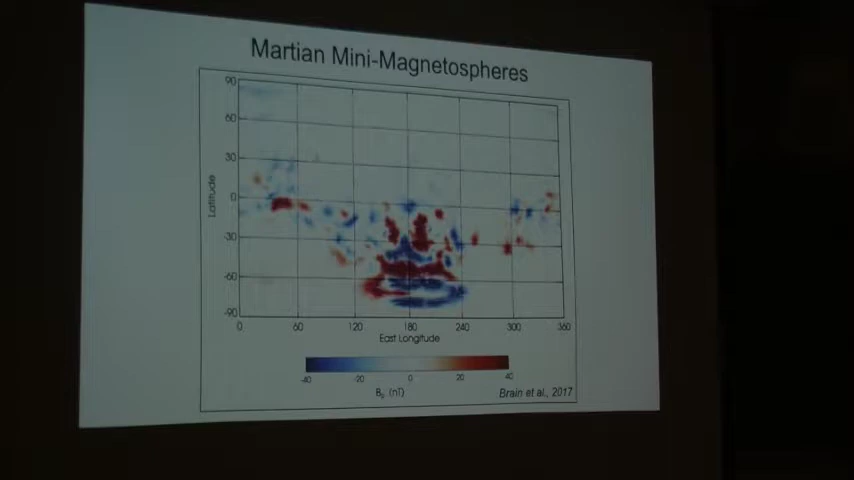 Martian Mini-Magnetospheres
90
60
30
0
-30
-60
-90
Latitude
0 60 120 180 240 300 360
East Longitude
-40 -20 0 20 40
(nT)
Brain et al., 2017